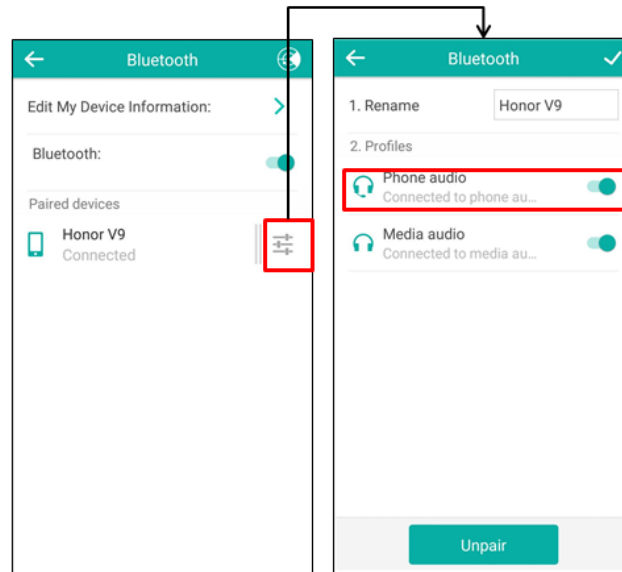 Bluetooth
Edit My Device Information:
Bluetooth:
Paired devices
Honor V9
Connected
Bluetooth
1. Rename
Honor V9
2. Profiles
Phone audio
Connected to phone au...
Media audio
Connected to media au...
Unpair